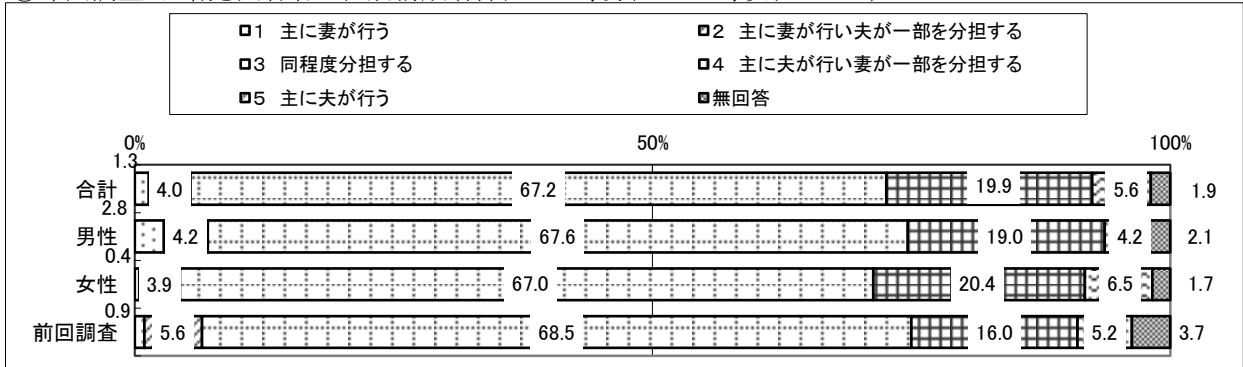 □1 主に妻が行う
□2 主に妻が行い夫が一部を分担する
□3 同程度分担する
□4 主に夫が行い妻が一部を分担する
□5 主に夫が行う
□無回答
0% 50% 100%
1.3
合計 4.0 67.2 19.9 5.6 1.9
2.8
男性 4.2 67.6 19.0 4.2 2.1
0.4
女性 3.9 67.0 20.4 6.5 1.7
0.9
前回調査 5.6 68.5 16.0 5.2 3.7